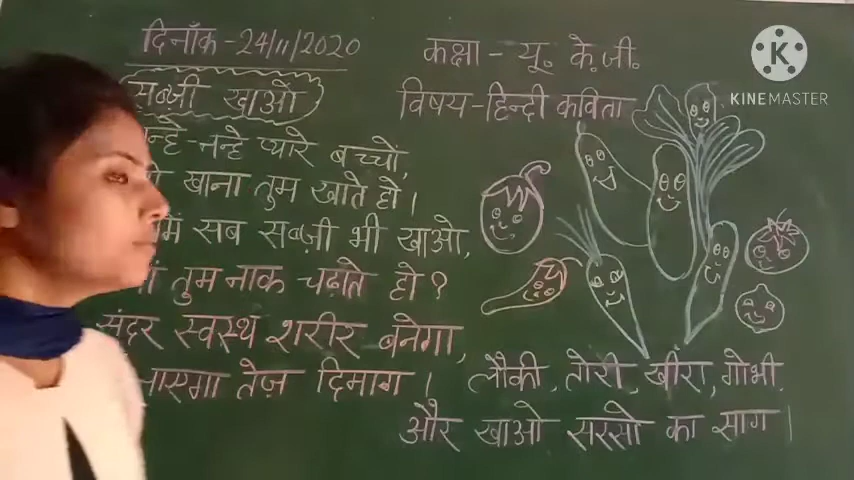 दिनाँक -24/11/2020
कक्षा - यू. के.जी.
सब्जी खाओ
विषय-हिन्दी कविता
नन्हे-नन्हे प्यारे बच्चों,
खाना तुम खाते हो।
सब सब्ज़ी भी खाओ,
तुम नाक चढ़ाते हो?
सुंदर स्वस्थ शरीर बनेगा,
तेज़ दिमाग।
लौकी, तोरी, खीरा, गोभी
और खाओ सरसो का साग।
KINEMASTER